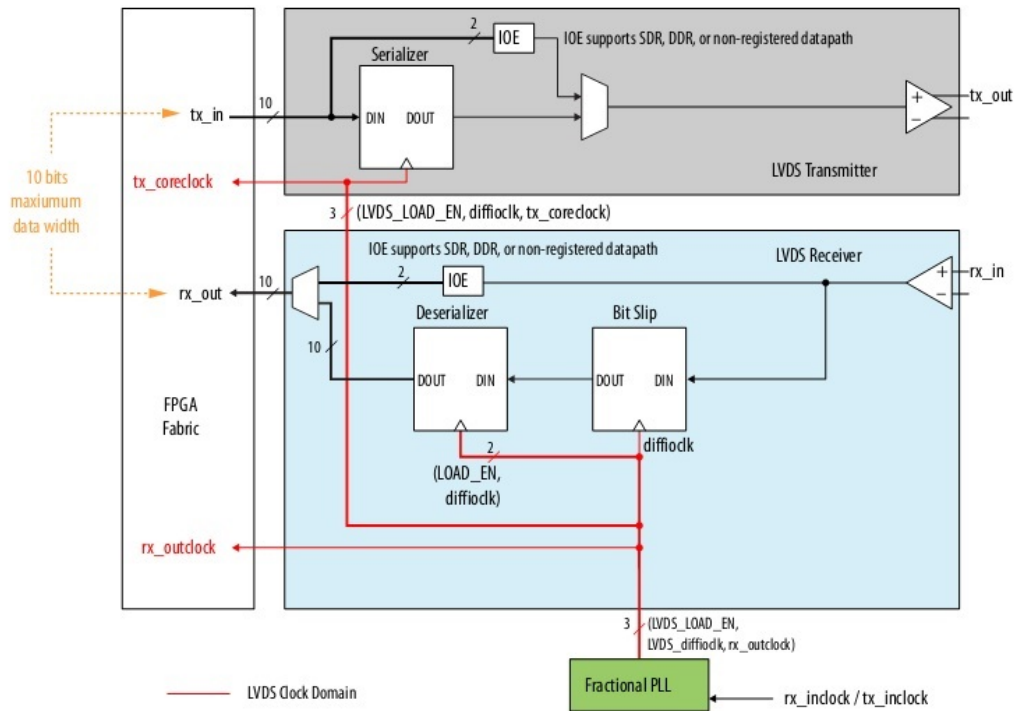 2
IOE
IOE supports SDR, DDR, or non-registered datapath
Serializer
tx_out
+
−
10
tx_in
DIN
DOUT
LVDS Transmitter
10 bits
maxiumum
data width
tx_coreclock
3
(LVDS_LOAD_EN, diffioclk, tx_coreclock)
IOE supports SDR, DDR, or non-registered datapath
LVDS Receiver
rx_in
+
−
10
rx_out
2
IOE
Deserializer
Bit Slip
10
DOUT
DIN
DOUT
DIN
FPGA
Fabric
diffioclk
2
(LOAD_EN,
diffioclk)
rx_outclock
3
(LVDS_LOAD_EN,
LVDS_diffioclk, rx_outclock)
Fractional PLL
LVDS Clock Domain
rx_inclock / tx_inclock